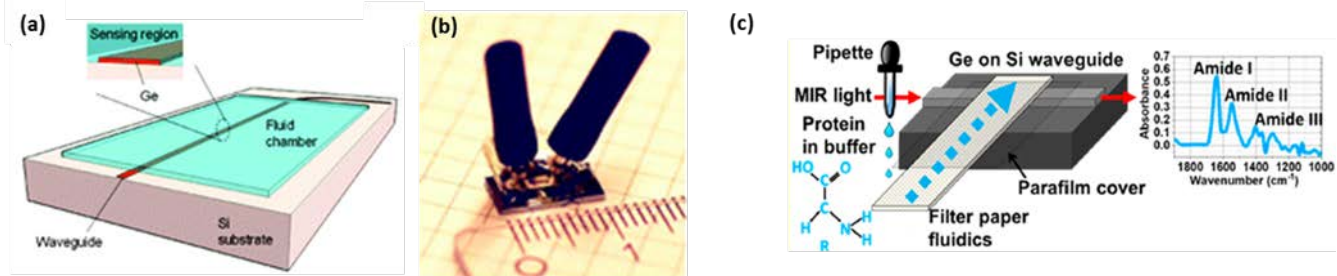 (a)
Sensing region
Ge
Fluid
chamber
Si
substrate
Waveguide
(b)
0
1
(c)
Pipette
Ge on Si waveguide
MIR light
Protein
in buffer
Parafilm cover
Filter paper
fluidics
HO
O
C
C
H
N
H
H
R
Absorbance
0.7
0.6
0.5
0.4
0.3
0.2
0.1
0.0
Amide I
Amide II
Amide III
1800 1600 1400 1200 1000
Wavenumber (cm⁻¹)